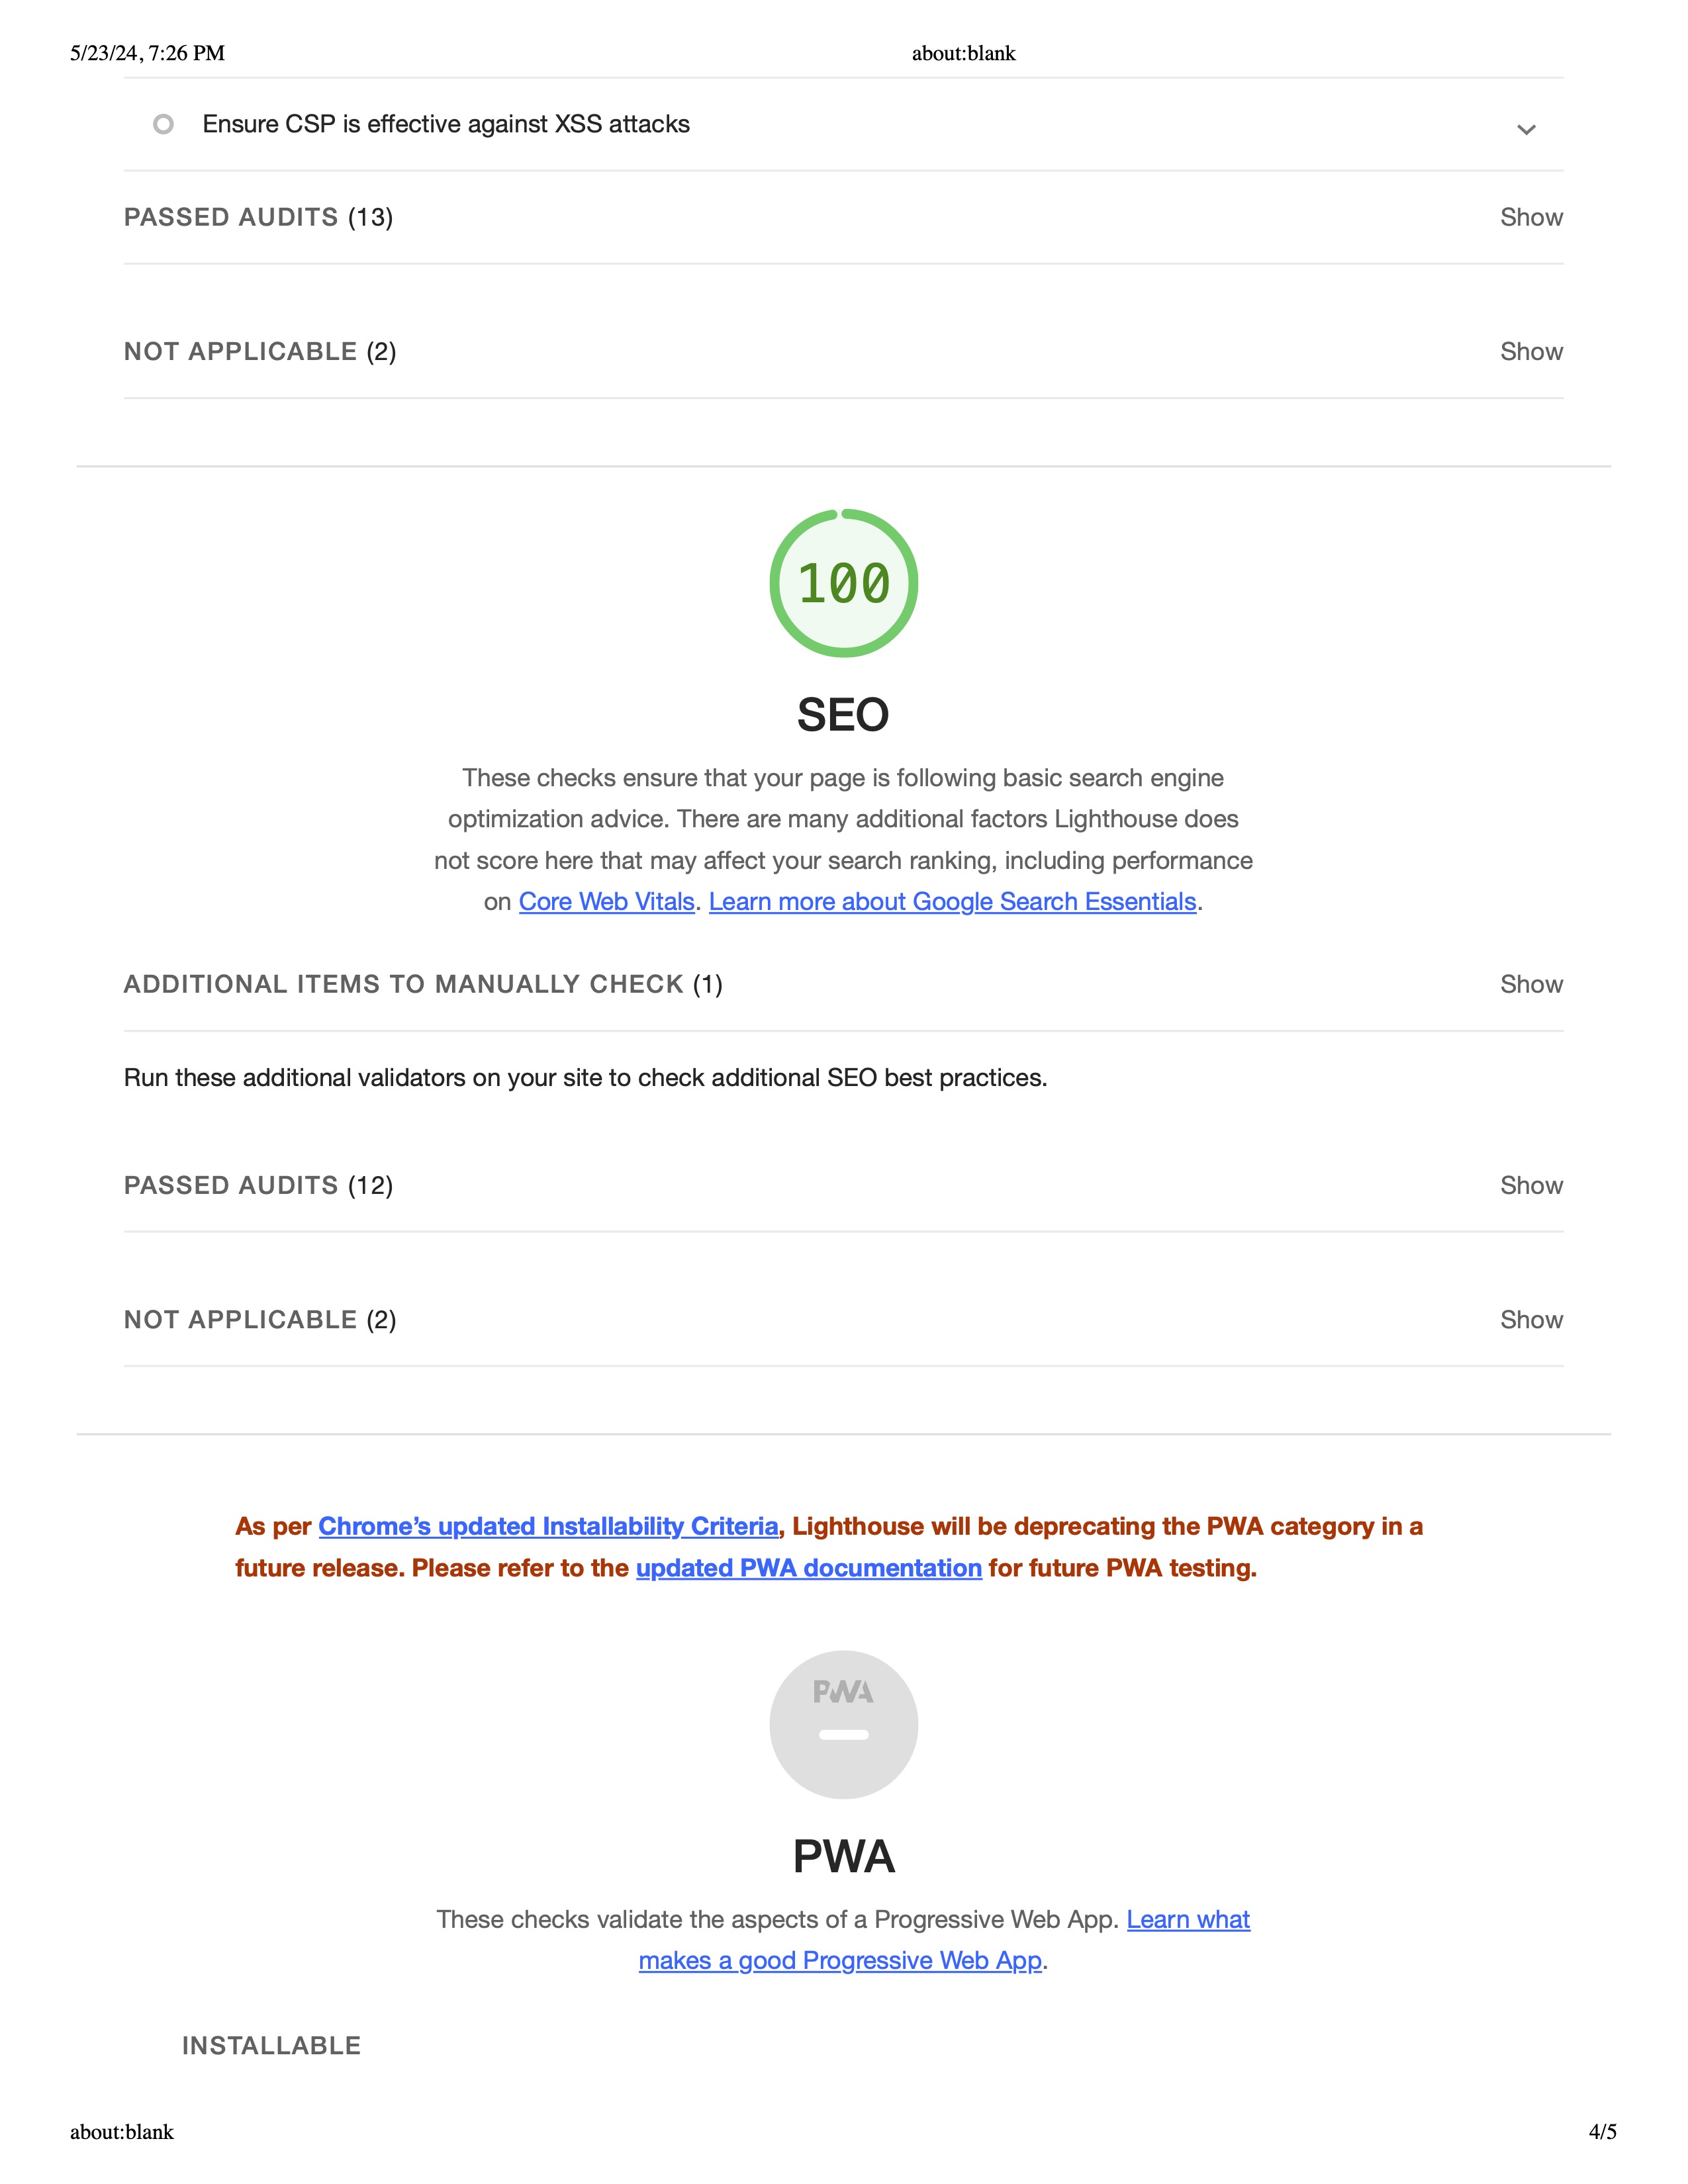 5/23/24, 7:26 PM about:blank
Ensure CSP is effective against XSS attacks
PASSED AUDITS (13) Show
NOT APPLICABLE (2) Show
100
SEO
These checks ensure that your page is following basic search engine
optimization advice. There are many additional factors Lighthouse does
not score here that may affect your search ranking, including performance
on Core Web Vitals. Learn more about Google Search Essentials.
ADDITIONAL ITEMS TO MANUALLY CHECK (1) Show
Run these additional validators on your site to check additional SEO best practices.
PASSED AUDITS (12) Show
NOT APPLICABLE (2) Show
As per Chrome’s updated Installability Criteria, Lighthouse will be deprecating the PWA category in a
future release. Please refer to the updated PWA documentation for future PWA testing.
PWA
PWA
These checks validate the aspects of a Progressive Web App. Learn what
makes a good Progressive Web App.
INSTALLABLE
about:blank 4/5